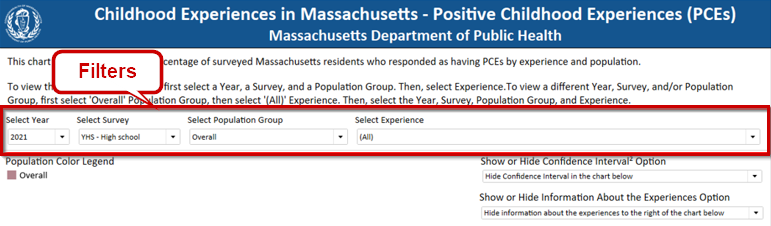 Childhood Experiences in Massachusetts - Positive Childhood Experiences (PCEs)
Massachusetts Department of Public Health
This chart centage of surveyed Massachusetts residents who responded as having PCEs by experience and population.
Filters
To view th first select a Year, a Survey, and a Population Group. Then, select Experience.To view a different Year, Survey, and/or Population
Group, first select 'Overall' Population Group, then select '(All)' Experience. Then, select the Year, Survey, Population Group, and Experience.
Select Year Select Survey Select Population Group Select Experience
2021 YHS - High school Overall (All)
Population Color Legend Show or Hide Confidence Interval² Option
Overall Hide Confidence Interval in the chart below
Show or Hide Information About the Experiences Option
Hide information about the experiences to the right of the chart below